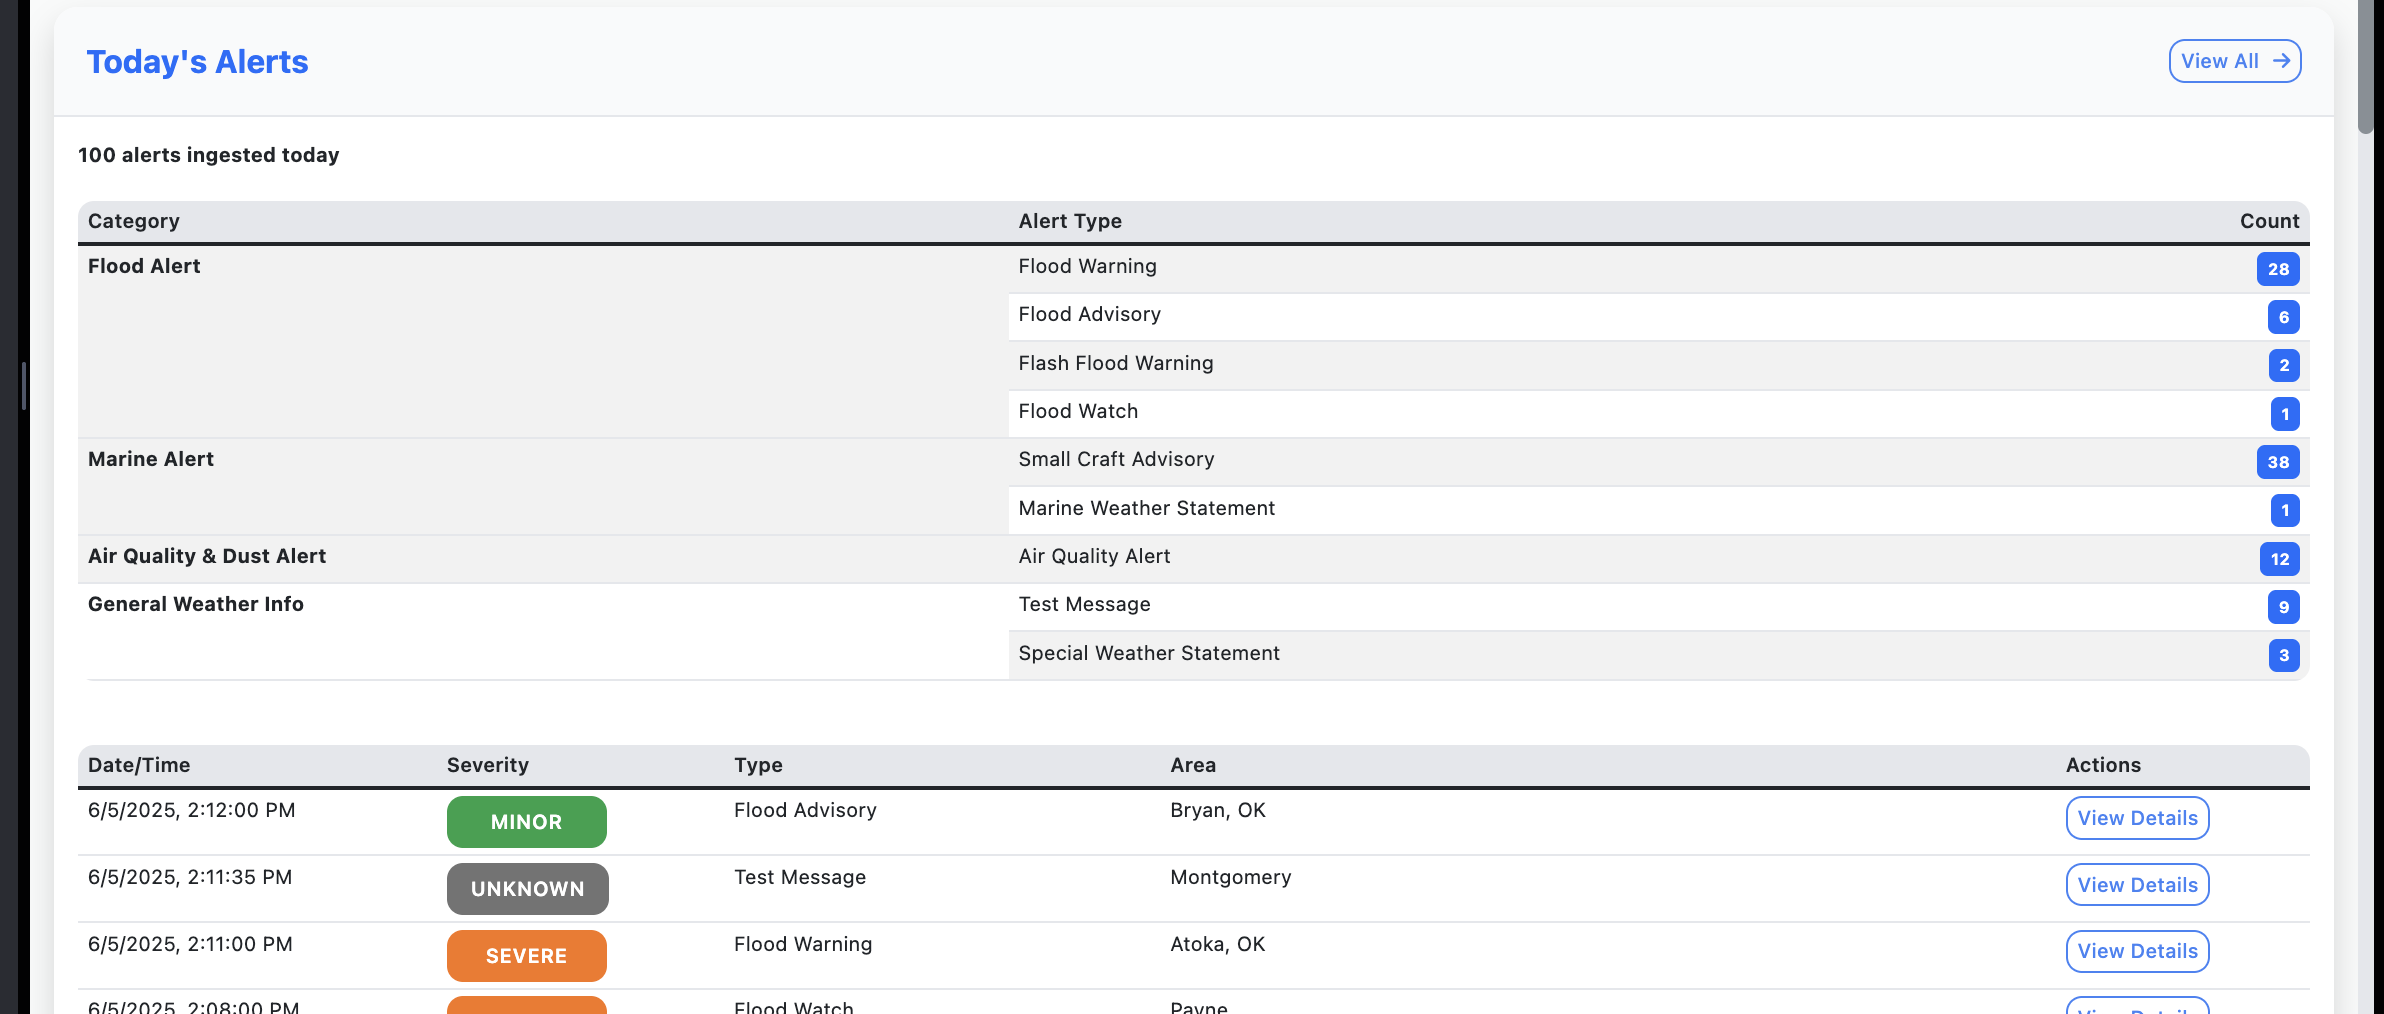 Today's Alerts
View All →
100 alerts ingested today
Category Alert Type Count
Flood Alert Flood Warning 28
Flood Advisory 6
Flash Flood Warning 2
Flood Watch 1
Marine Alert Small Craft Advisory 38
Marine Weather Statement 1
Air Quality & Dust Alert Air Quality Alert 12
General Weather Info Test Message 9
Special Weather Statement 3
Date/Time Severity Type Area Actions
6/5/2025, 2:12:00 PM MINOR Flood Advisory Bryan, OK View Details
6/5/2025, 2:11:35 PM UNKNOWN Test Message Montgomery View Details
6/5/2025, 2:11:00 PM SEVERE Flood Warning Atoka, OK View Details
6/5/2025, 2:08:00 PM Flood Watch Payne View Details